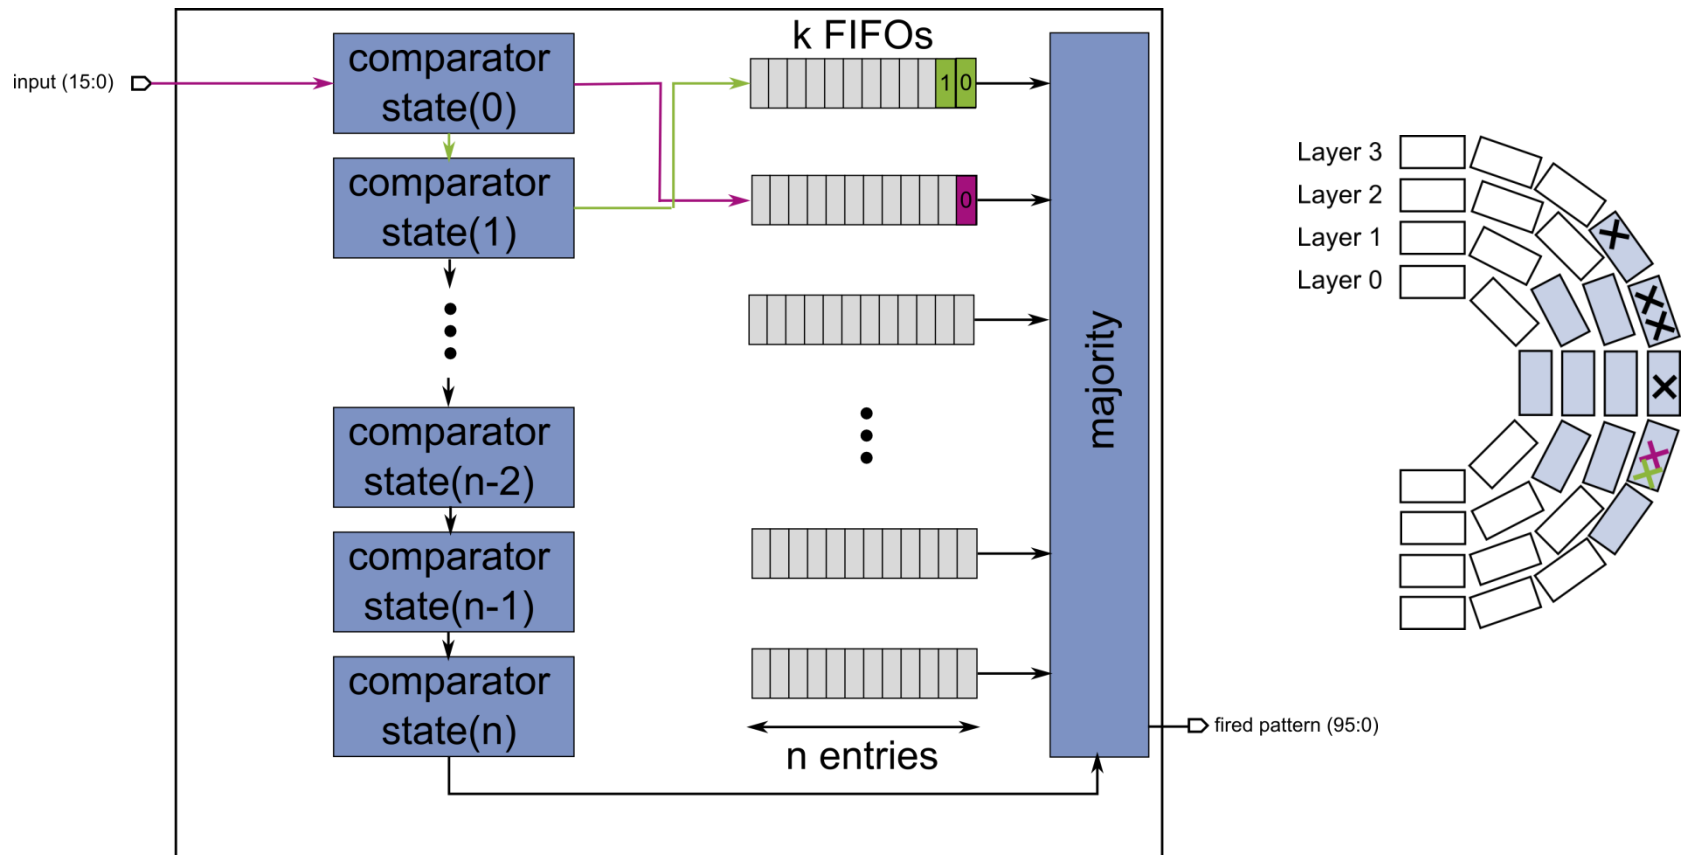 input (15:0)
comparator
state(0)
comparator
state(1)
comparator
state(n-2)
comparator
state(n-1)
comparator
state(n)
k FIFOs
1 0
0
n entries
majority
fired pattern (95:0)
Layer 3
Layer 2
Layer 1
Layer 0